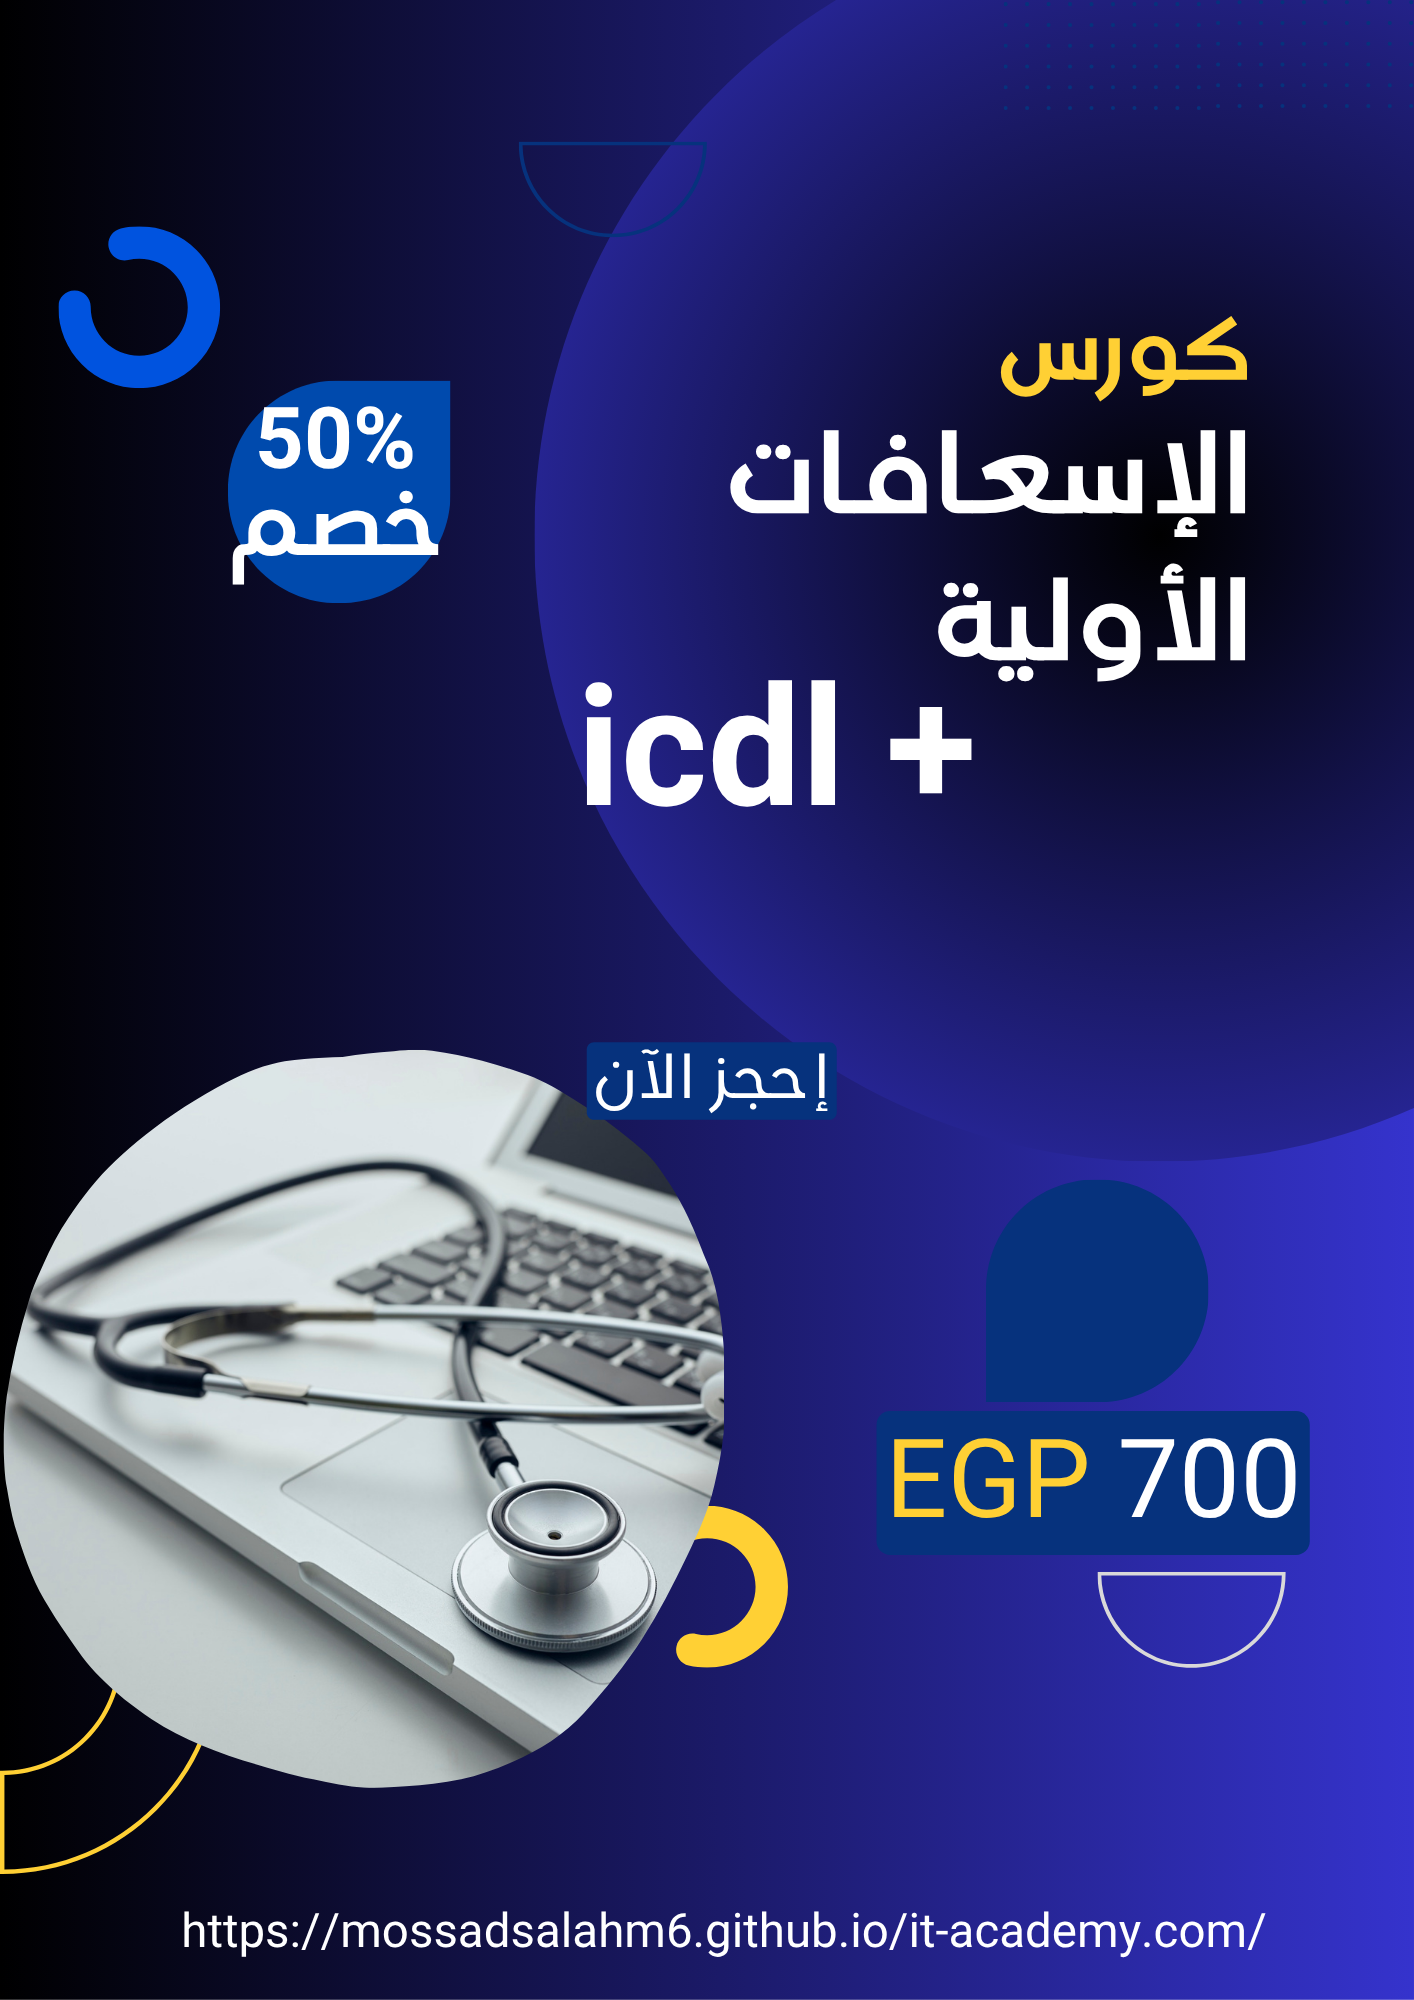 كورس
الإسعافات
الأولية
icdl +
50%
خصم
إحجز الآن
EGP 700
https://mossadsalahm6.github.io/it-academy.com/